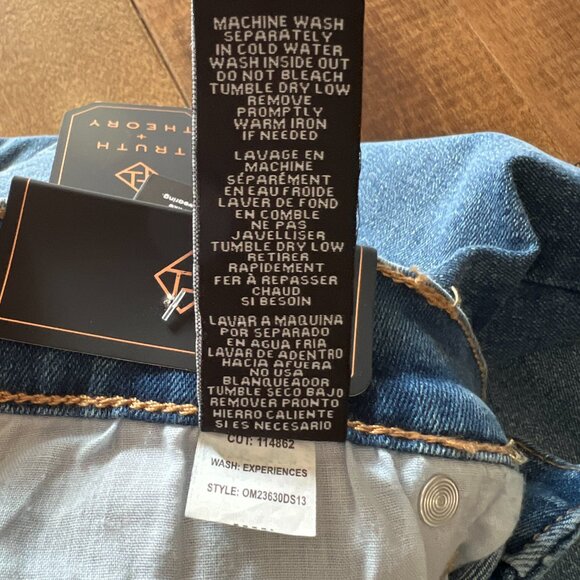 MACHINE WASH
SEPARATELY
IN COLD WATER
WASH INSIDE OUT
DO NOT BLEACH
TUMBLE DRY LOW
REMOVE
PROMPTLY
WARM IRON
IF NEEDED
LAVAGE EN
MACHINE
SÉPARÉMENT
EN EAU FROIDE
LAVER DE FOND
EN COMBLE
NE PAS
JAVELLISER
TUMBLE DRY LOW
RETIRER
RAPIDEMENT
FER À REPASSER
CHAUD
SI BESOIN
LAVAR A MAQUINA
POR SEPARADO
EN AGUA FRIA
LAVAR DE ADENTRO
HACIA AFUERA
NO USA
BLANQUEADOR
TUMBLE SECO BAJO
REMOVER PRONTO
HIERRO CALIENTE
SI ES NECESARIO
CUT: 114862
WASH: EXPERIENCES
STYLE: OM23630DS13
TRUTH
+
THEORY
wearing.